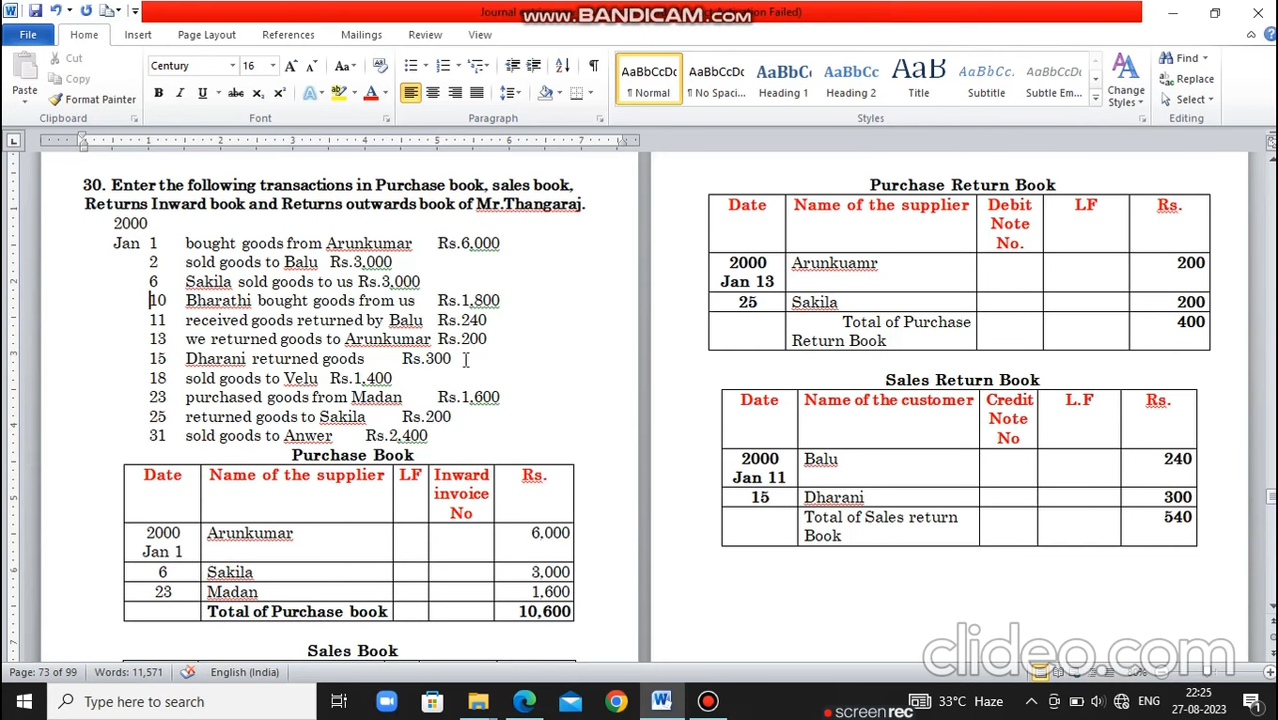 Journal
Activation Failed)
www.BANDICAM.com
File Home Insert Page Layout References Mailings Review View
Cut
Copy
Format Painter
Paste
Clipboard
Century 16
Font
Paragraph
AaBbCcDc AaBbCcDc AaBbC AaBbCc AaB AaBbCc. AaBbCcDc
¶ Normal ¶ No Spaci... Heading 1 Heading 2 Title Subtitle Subtle Em...
Change
Styles
Styles
Find
Replace
Select
Editing
30. Enter the following transactions in Purchase book, sales book,
Returns Inward book and Returns outwards book of Mr.Thangaraj.
2000
Jan 1 bought goods from Arunkumar Rs.6,000
2 sold goods to Balu Rs.3,000
6 Sakila sold goods to us Rs.3,000
10 Bharathi bought goods from us Rs.1,800
11 received goods returned by Balu Rs.240
13 we returned goods to Arunkumar Rs.200
15 Dharani returned goods Rs.300
18 sold goods to Velu Rs.1,400
23 purchased goods from Madan Rs.1,600
25 returned goods to Sakila Rs.200
31 sold goods to Anwer Rs.2,400
Purchase Book
Date Name of the supplier LF Inward Rs.
invoice
No
2000 Arunkumar 6,000
Jan 1
6 Sakila 3,000
23 Madan 1,600
Total of Purchase book 10,600
Sales Book
Purchase Return Book
Date Name of the supplier Debit LF Rs.
Note
No.
2000 Arunkuamr 200
Jan 13
25 Sakila 200
Total of Purchase 400
Return Book
Sales Return Book
Date Name of the customer Credit L.F Rs.
Note
No
2000 Balu 240
Jan 11
15 Dharani 300
Total of Sales return 540
Book
clideo.com
Page: 73 of 99 Words: 11,571 English (India)
Type here to search
screen rec
33°C Haze
ENG
22:25
27-08-2023